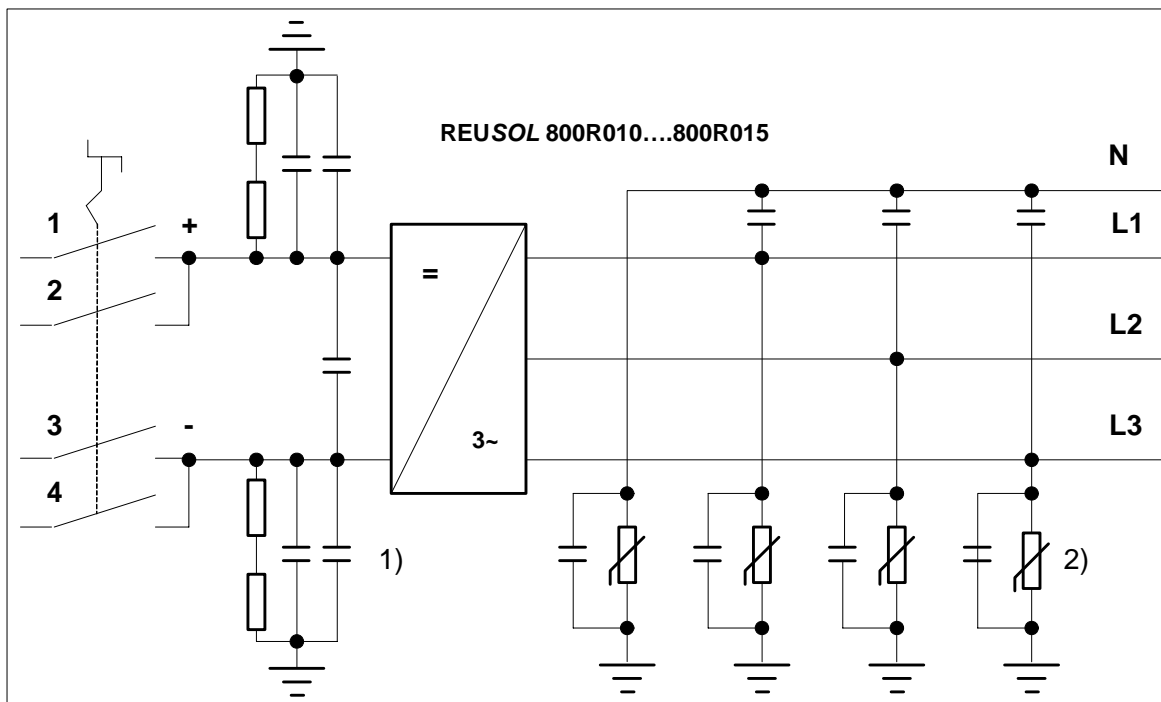 REUSOL 800R010....800R015
N
1
+
L1
=
2
L2
3
-
L3
3~
4
1)
2)